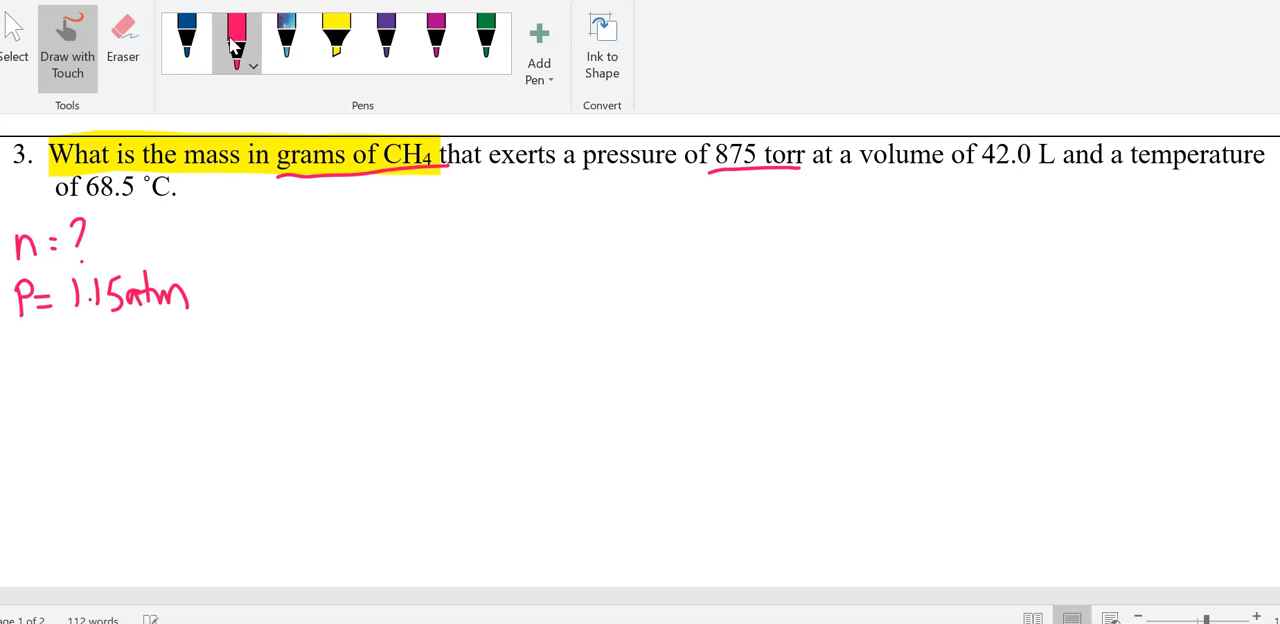 Select
Draw with
Touch
Eraser
Add
Pen
Ink to
Shape
Tools
Pens
Convert
3. What is the mass in grams of CH₄ that exerts a pressure of 875 torr at a volume of 42.0 L and a temperature
of 68.5 ˚C.
n = ?
P = 1.15 atm
age 1 of 2 112 words